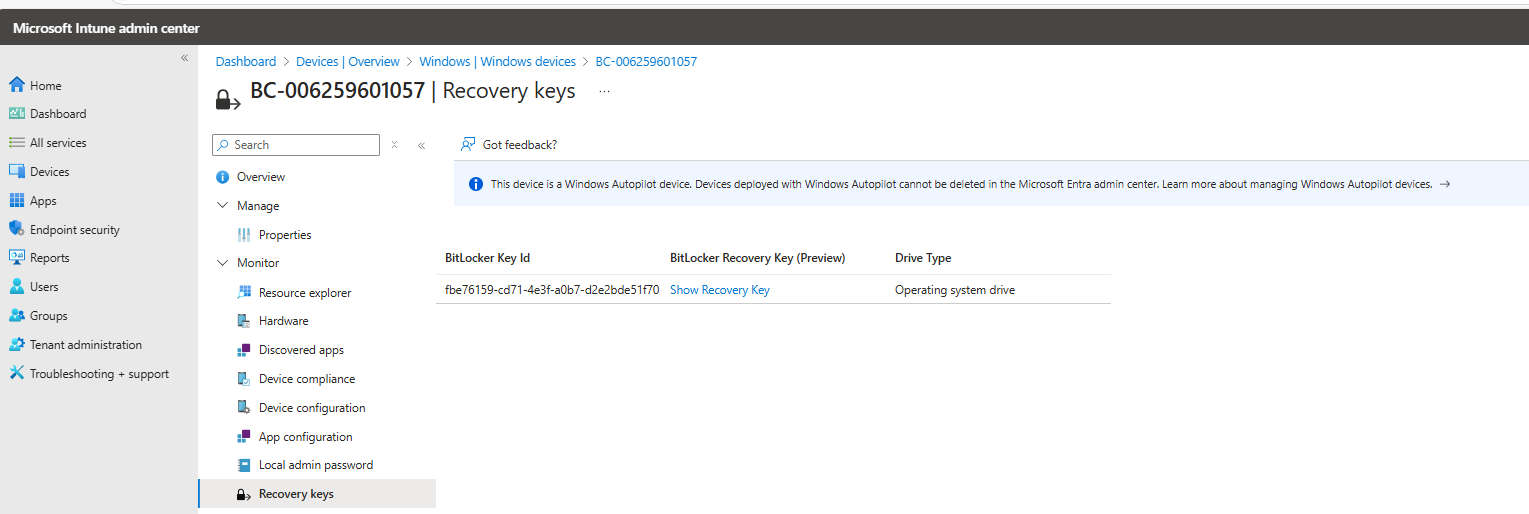 Microsoft Intune admin center
«
Home
Dashboard
All services
Devices
Apps
Endpoint security
Reports
Users
Groups
Tenant administration
Troubleshooting + support
Dashboard > Devices | Overview > Windows | Windows devices > BC-006259601057
BC-006259601057 | Recovery keys ...
Search
«
Overview
Manage
Properties
Monitor
Resource explorer
Hardware
Discovered apps
Device compliance
Device configuration
App configuration
Local admin password
Recovery keys
Got feedback?
This device is a Windows Autopilot device. Devices deployed with Windows Autopilot cannot be deleted in the Microsoft Entra admin center. Learn more about managing Windows Autopilot devices. →
BitLocker Key Id BitLocker Recovery Key (Preview) Drive Type
fbe76159-cd71-4e3f-a0b7-d2e2bde51f70 Show Recovery Key Operating system drive